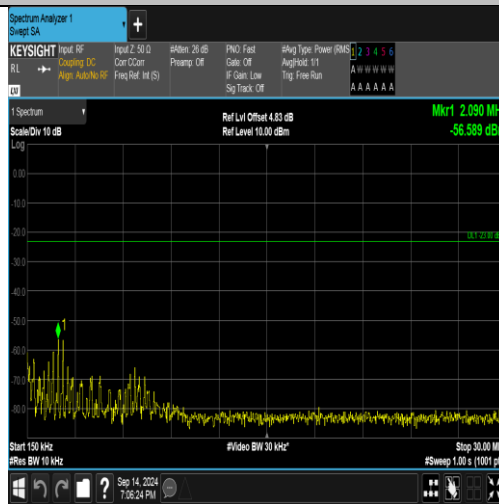 Spectrum Analyzer 1
Swept SA
+
KEYSIGHT Input: RF Input Z: 50 Ω #Atten: 26 dB PNO: Fast #Avg Type: Power (RMS 1 2 3 4 5 6
RL Coupling: DC Corr CCorr Preamp: Off Gate: Off Avg|Hold: 1/1 A W W W W W
Align: Auto/No RF Freq Ref: Int (S) IF Gain: Low Trig: Free Run
Sig Track: Off A A A A A A
1 Spectrum Ref Lvl Offset 4.83 dB Mkr1 2.090 MH
Scale/Div 10 dB Ref Level 10.00 dBm -56.589 dB
Log
0.00
-10.0
-20.0
DL1 -23.00 d
-30.0
-40.0
-50.0
1
-60.0
-70.0
-80.0
Start 150 kHz #Video BW 30 kHz* Stop 30.00 M
#Res BW 10 kHz #Sweep 1.00 s (1001 pt
? Sep 14, 2024
7:06:24 PM